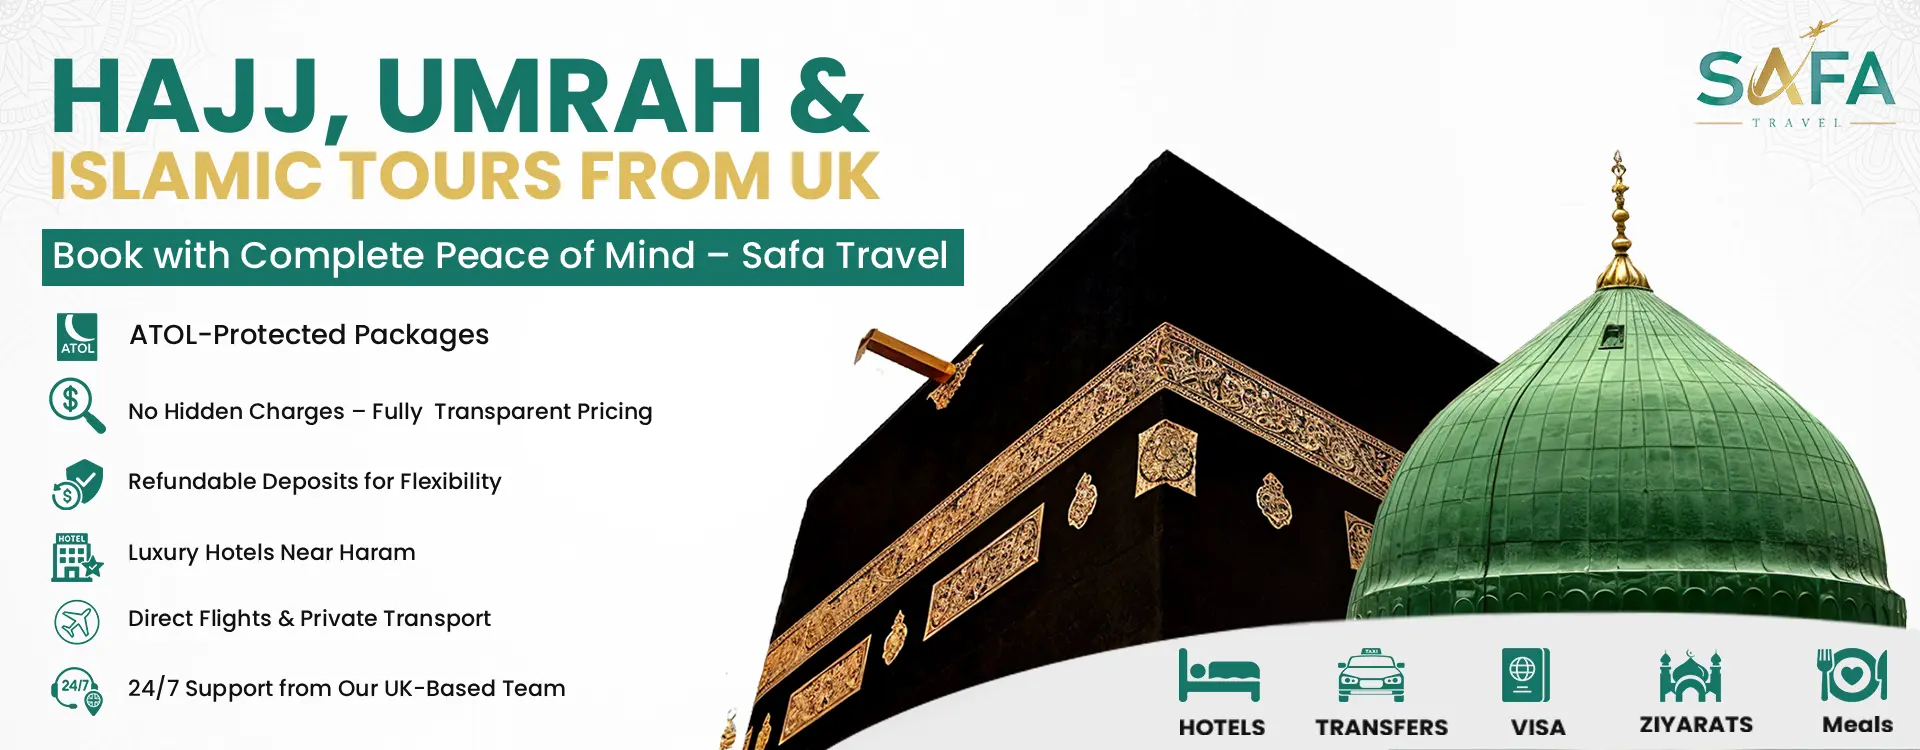 HAJJ, UMRAH &
ISLAMIC TOURS FROM UK
Book with Complete Peace of Mind – Safa Travel
ATOL
ATOL-Protected Packages
$
No Hidden Charges – Fully Transparent Pricing
$
Refundable Deposits for Flexibility
HOTEL
Luxury Hotels Near Haram
Direct Flights & Private Transport
24/7
24/7 Support from Our UK-Based Team
SAFA
TRAVEL
HOTELS
TAXI
TRANSFERS
VISA
ZIYARATS
Meals